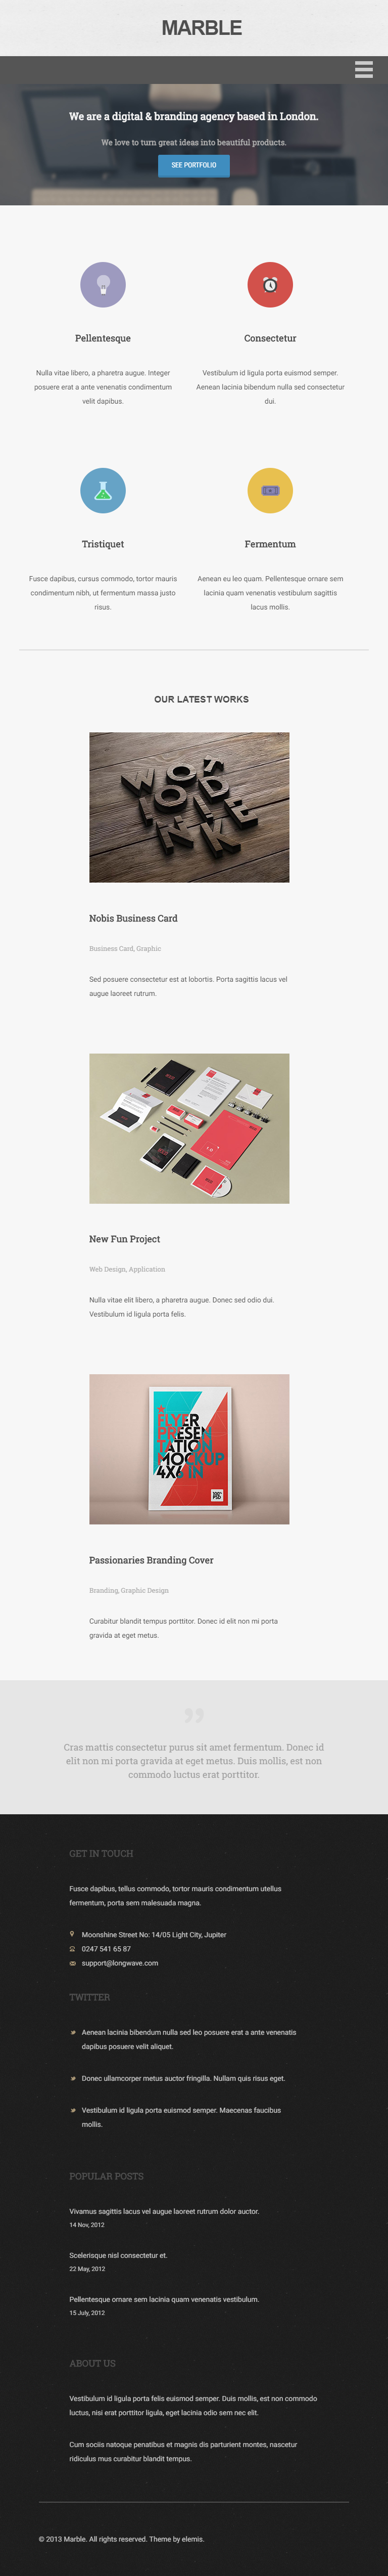 MARBLE
We are a digital & branding agency based in London.
We love to turn great ideas into beautiful products.
SEE PORTFOLIO
Pellentesque
Nulla vitae libero, a pharetra augue. Integer
posuere erat a ante venenatis condimentum
velit dapibus.
Consectetur
Vestibulum id ligula porta euismod semper.
Aenean lacinia bibendum nulla sed consectetur
dui.
Tristiquet
Fusce dapibus, cursus commodo, tortor mauris
condimentum nibh, ut fermentum massa justo
risus.
Fermentum
Aenean eu leo quam. Pellentesque ornare sem
lacinia quam venenatis vestibulum sagittis
lacus mollis.
OUR LATEST WORKS
Nobis Business Card
Business Card, Graphic
Sed posuere consectetur est at lobortis. Porta sagittis lacus vel
augue laoreet rutrum.
New Fun Project
Web Design, Application
Nulla vitae elit libero, a pharetra augue. Donec sed odio dui.
Vestibulum id ligula porta felis.
FLYER
PRESEN
TATION
MOCKUP
4X6 IN
Passionaries Branding Cover
Branding, Graphic Design
Curabitur blandit tempus porttitor. Donec id elit non mi porta
gravida at eget metus.
”
Cras mattis consectetur purus sit amet fermentum. Donec id
elit non mi porta gravida at eget metus. Duis mollis, est non
commodo luctus erat porttitor.
GET IN TOUCH
Fusce dapibus, tellus commodo, tortor mauris condimentum utellus
fermentum, porta sem malesuada magna.
Moonshine Street No: 14/05 Light City, Jupiter
0247 541 65 87
support@longwave.com
TWITTER
Aenean lacinia bibendum nulla sed leo posuere erat a ante venenatis
dapibus posuere velit aliquet.
Donec ullamcorper metus auctor fringilla. Nullam quis risus eget.
Vestibulum id ligula porta euismod semper. Maecenas faucibus
mollis.
POPULAR POSTS
Vivamus sagittis lacus vel augue laoreet rutrum dolor auctor.
14 Nov, 2012
Scelerisque nisl consectetur et.
22 May, 2012
Pellentesque ornare sem lacinia quam venenatis vestibulum.
15 July, 2012
ABOUT US
Vestibulum id ligula porta felis euismod semper. Duis mollis, est non commodo
luctus, nisi erat porttitor ligula, eget lacinia odio sem nec elit.
Cum sociis natoque penatibus et magnis dis parturient montes, nascetur
ridiculus mus curabitur blandit tempus.
© 2013 Marble. All rights reserved. Theme by elemis.